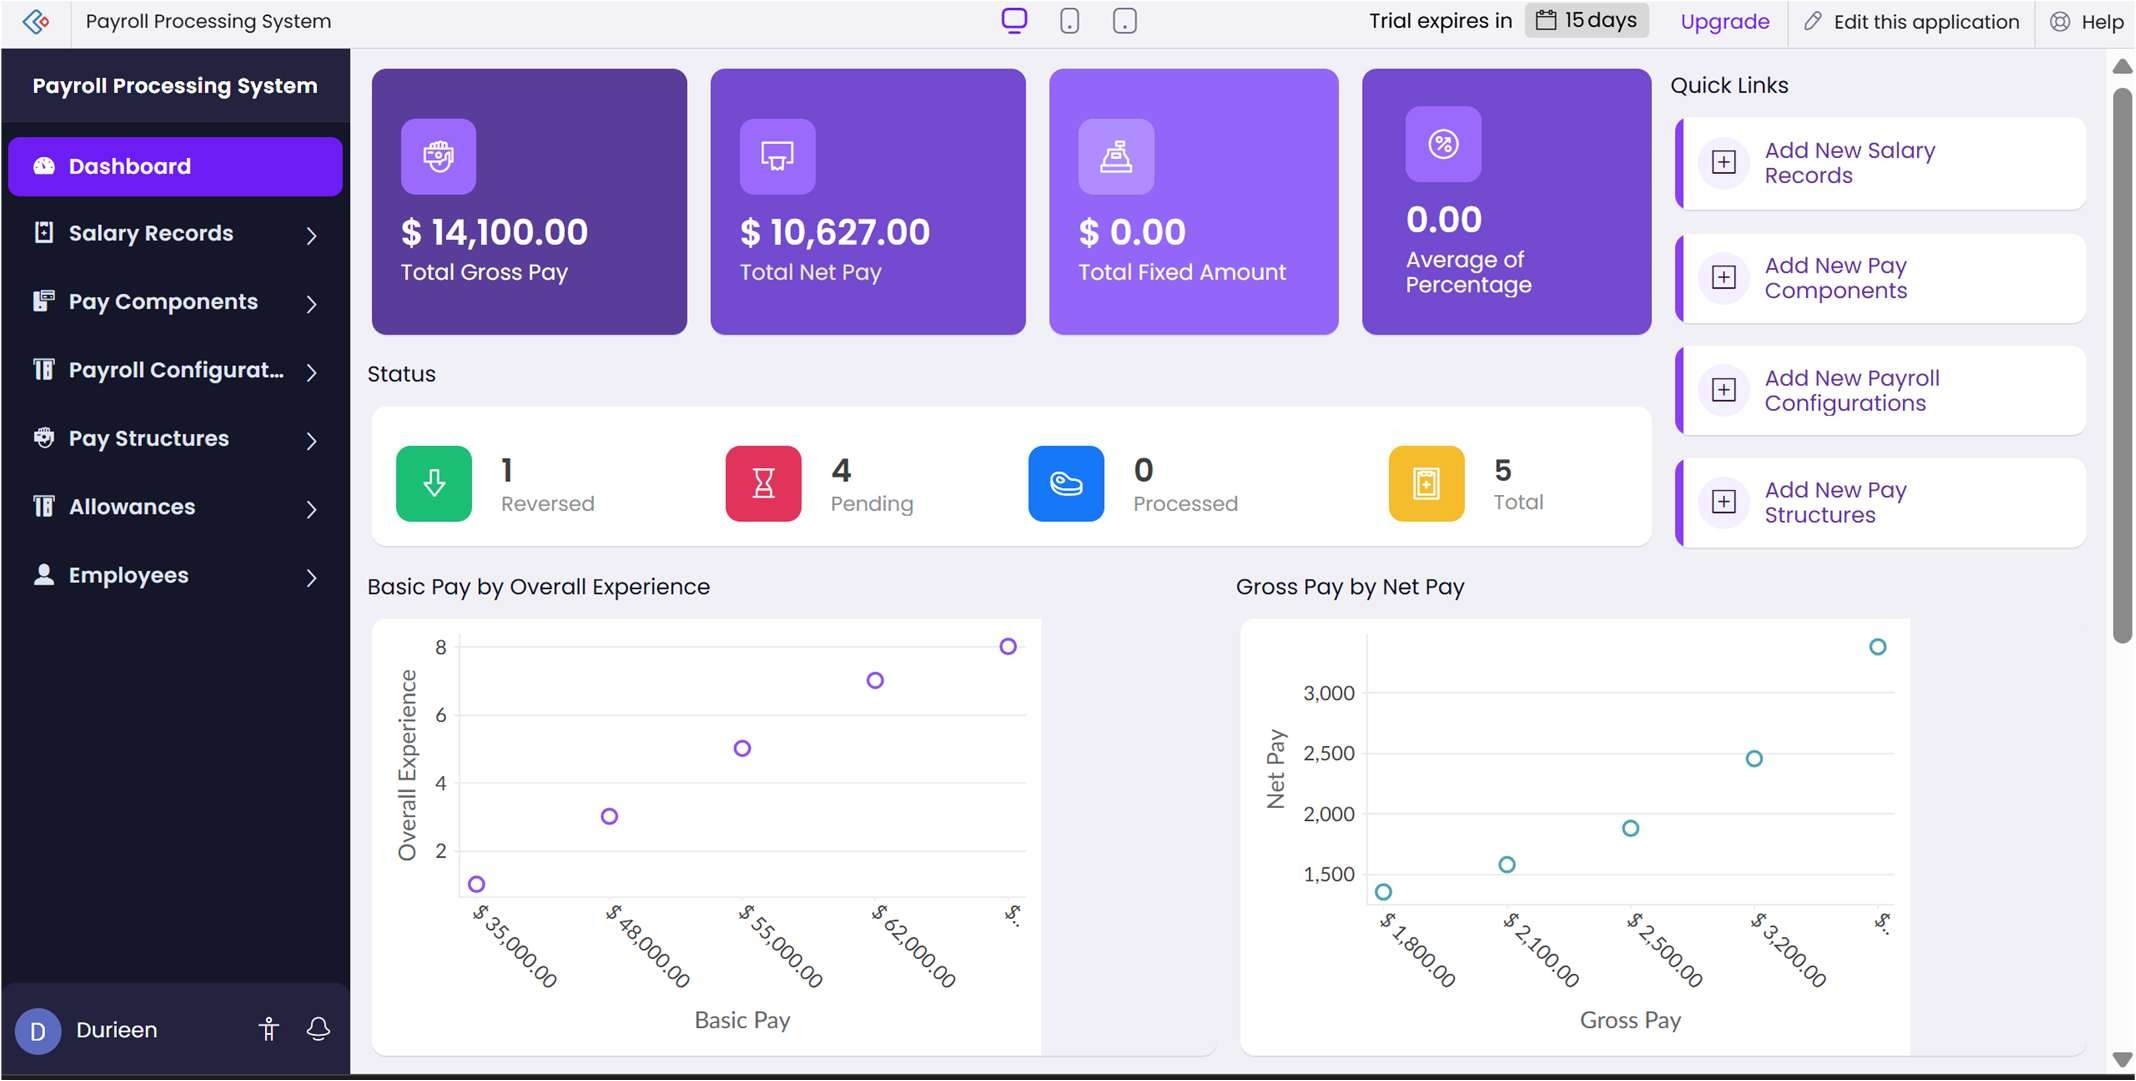 Payroll Processing System
Trial expires in 15 days Upgrade Edit this application Help
Payroll Processing System
Dashboard
Salary Records
Pay Components
Payroll Configurat...
Pay Structures
Allowances
Employees
D Durieen
$ 14,100.00
Total Gross Pay
$ 10,627.00
Total Net Pay
$ 0.00
Total Fixed Amount
0.00
Average of
Percentage
Quick Links
Add New Salary
Records
Add New Pay
Components
Add New Payroll
Configurations
Add New Pay
Structures
Status
1
Reversed
4
Pending
0
Processed
5
Total
Basic Pay by Overall Experience
Overall Experience
8
6
4
2
$ 35,000.00
$ 48,000.00
$ 55,000.00
$ 62,000.00
$..
Basic Pay
Gross Pay by Net Pay
Net Pay
3,000
2,500
2,000
1,500
$ 1,800.00
$ 2,100.00
$ 2,500.00
$ 3,200.00
$..
Gross Pay